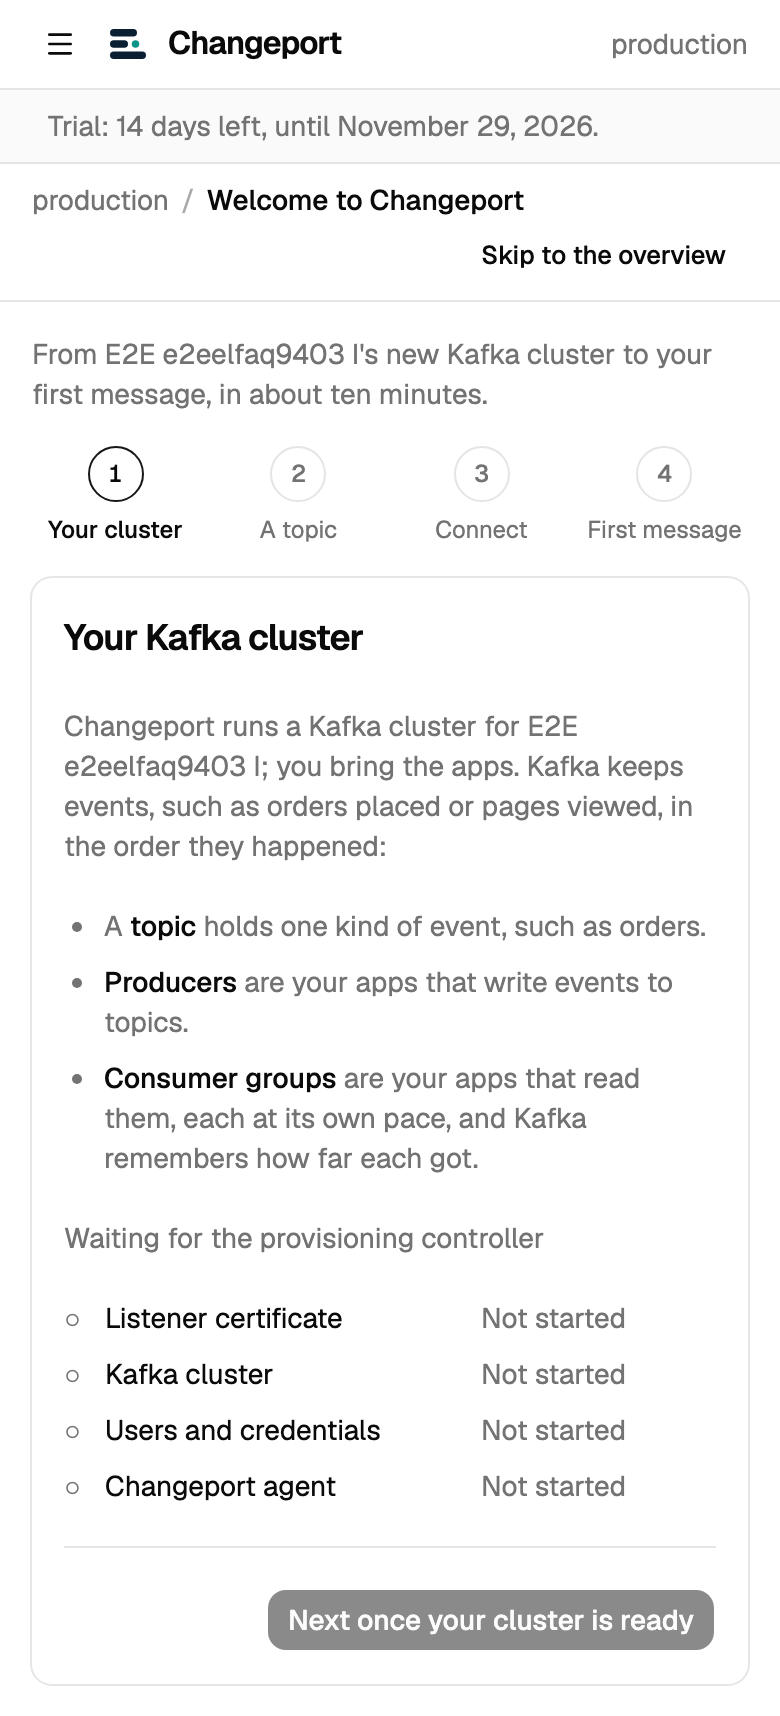 Changeport
production
Trial: 14 days left, until November 29, 2026.
production / Welcome to Changeport
Skip to the overview
From E2E e2eelfaq9403 I's new Kafka cluster to your
first message, in about ten minutes.
1 2 3 4
Your cluster A topic Connect First message
Your Kafka cluster
Changeport runs a Kafka cluster for E2E
e2eelfaq9403 I; you bring the apps. Kafka keeps
events, such as orders placed or pages viewed, in
the order they happened:
A topic holds one kind of event, such as orders.
Producers are your apps that write events to
topics.
Consumer groups are your apps that read
them, each at its own pace, and Kafka
remembers how far each got.
Waiting for the provisioning controller
Listener certificate Not started
Kafka cluster Not started
Users and credentials Not started
Changeport agent Not started
Next once your cluster is ready